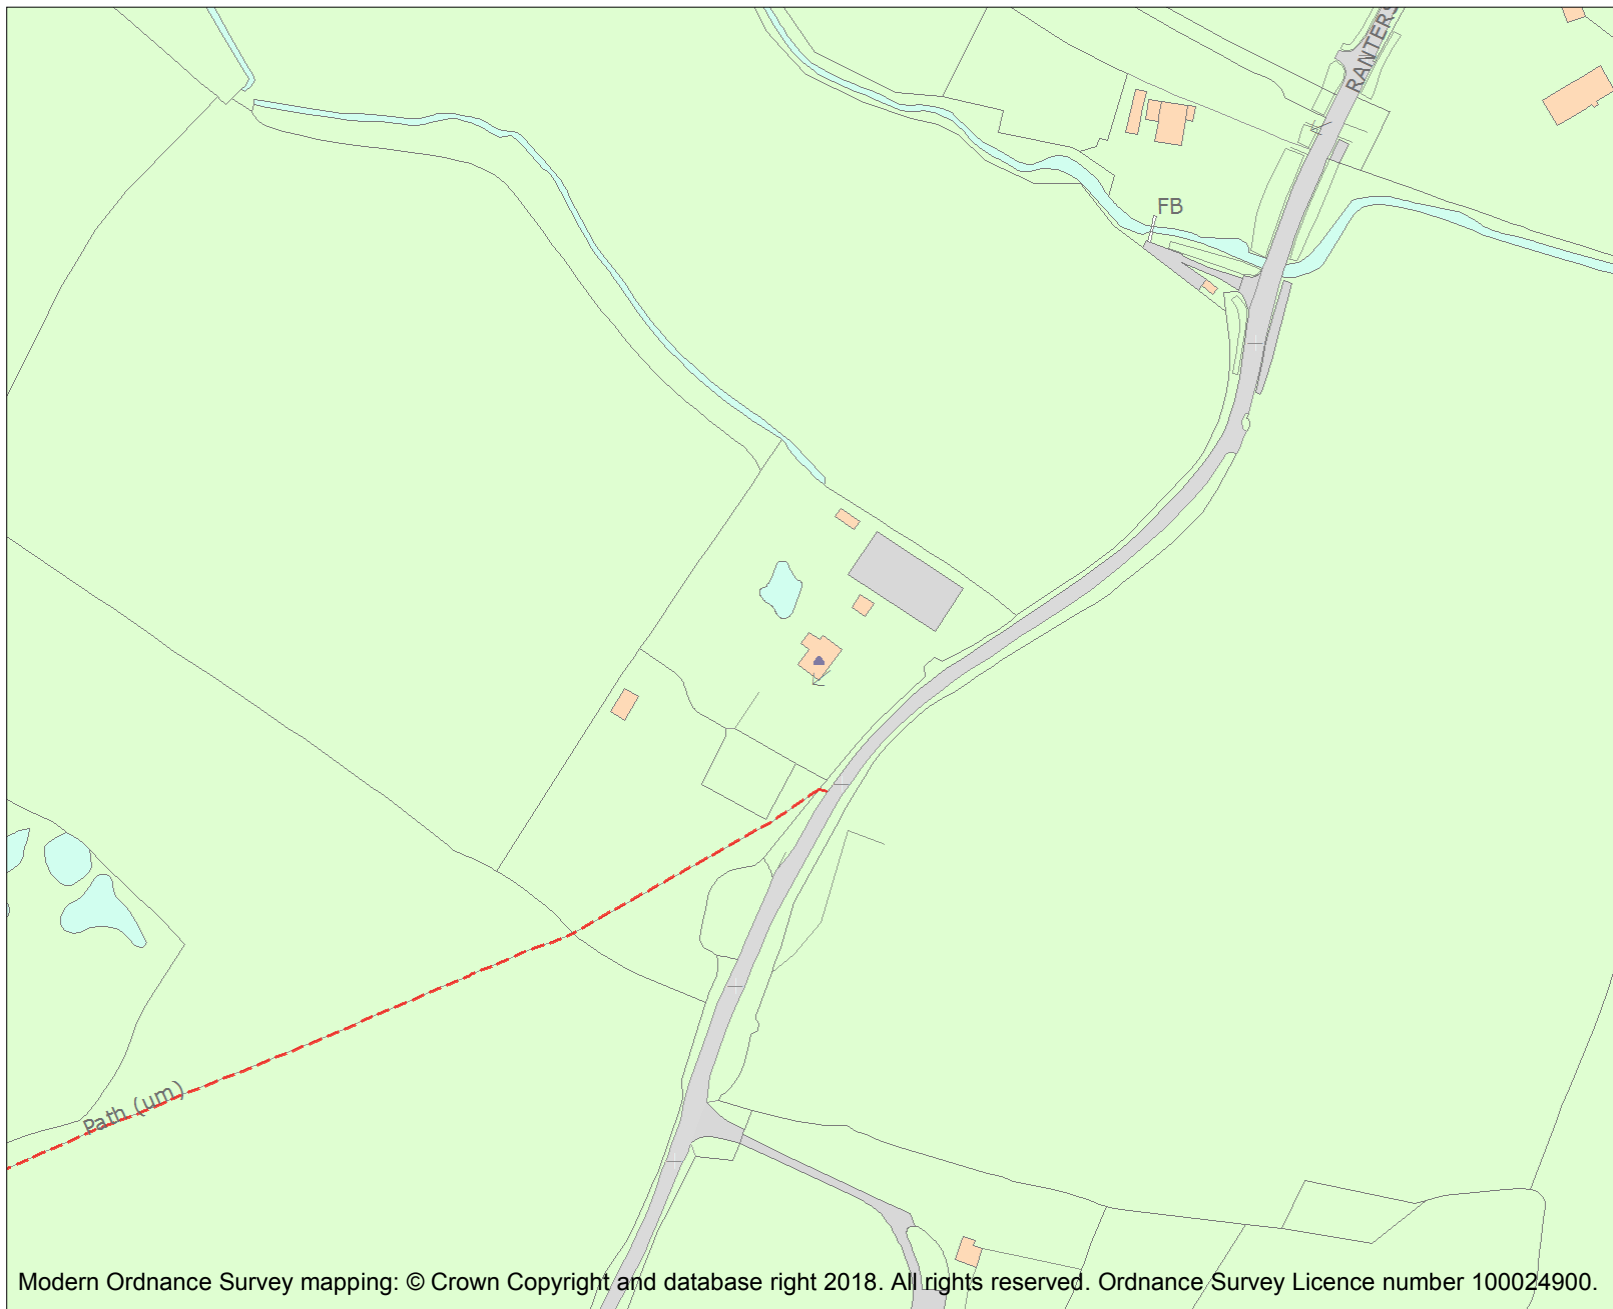 RANTERS
FB
Path (um)
Modern Ordnance Survey mapping: © Crown Copyright and database right 2018. All rights reserved. Ordnance Survey Licence number 100024900.